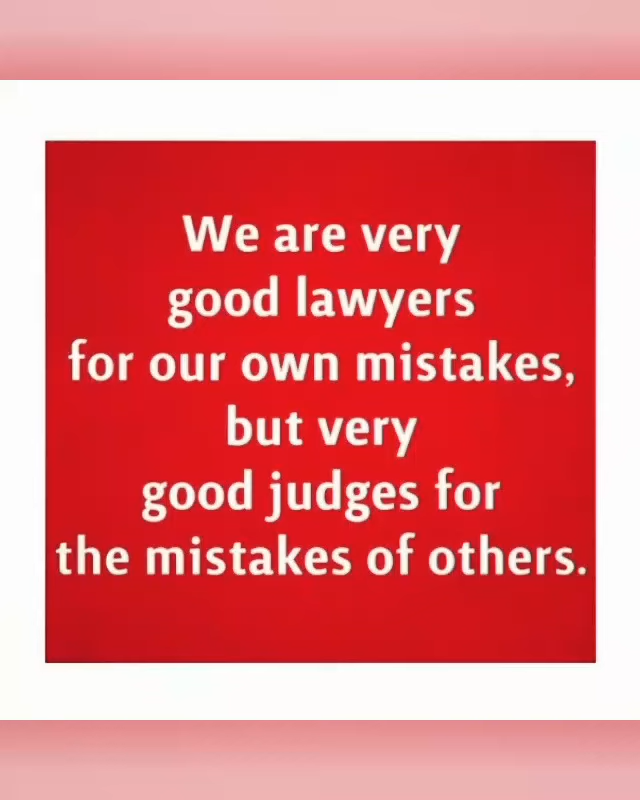 We are very
good lawyers
for our own mistakes,
but very
good judges for
the mistakes of others.